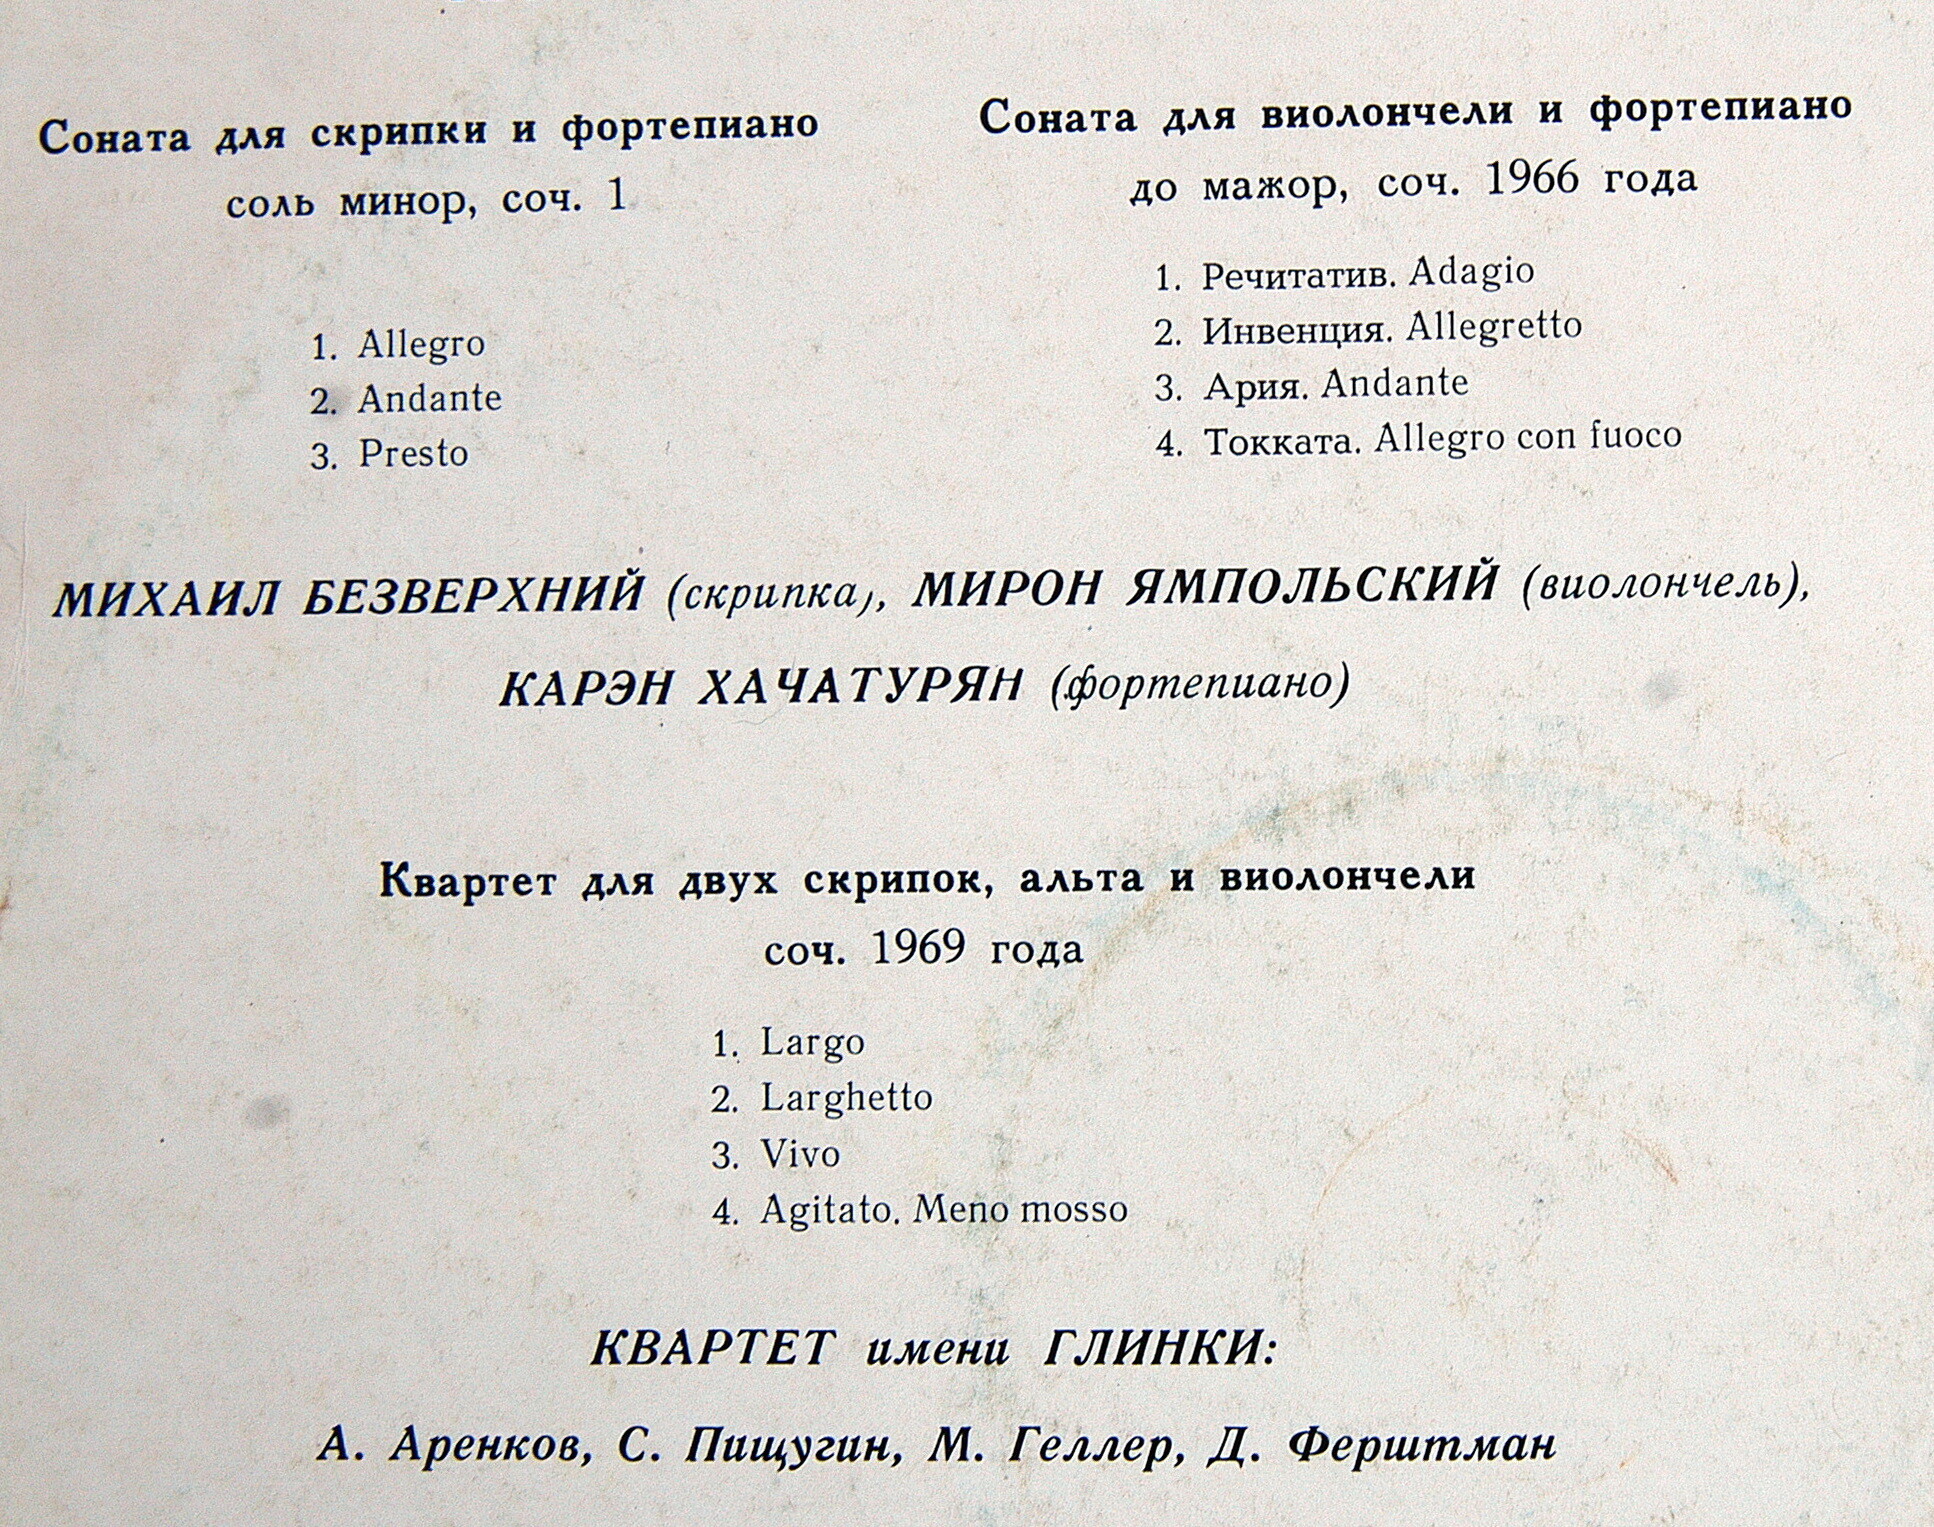 Соната для скрипки и фортепиано
соль минор, соч. 1
1. Allegro
2. Andante
3. Presto
Соната для виолончели и фортепиано
до мажор, соч. 1966 года
1. Речитатив. Adagio
2. Инвенция. Allegretto
3. Ария. Andante
4. Токката. Allegro con fuoco
МИХАИЛ БЕЗВЕРХНИЙ (скрипка), МИРОН ЯМПОЛЬСКИЙ (виолончель),
КАРЭН ХАЧАТУРЯН (фортепиано)
Квартет для двух скрипок, альта и виолончели
соч. 1969 года
1. Largo
2. Larghetto
3. Vivo
4. Agitato. Meno mosso
КВАРТЕТ имени ГЛИНКИ:
А. Аренков, С. Пищугин, М. Геллер, Д. Ферштман